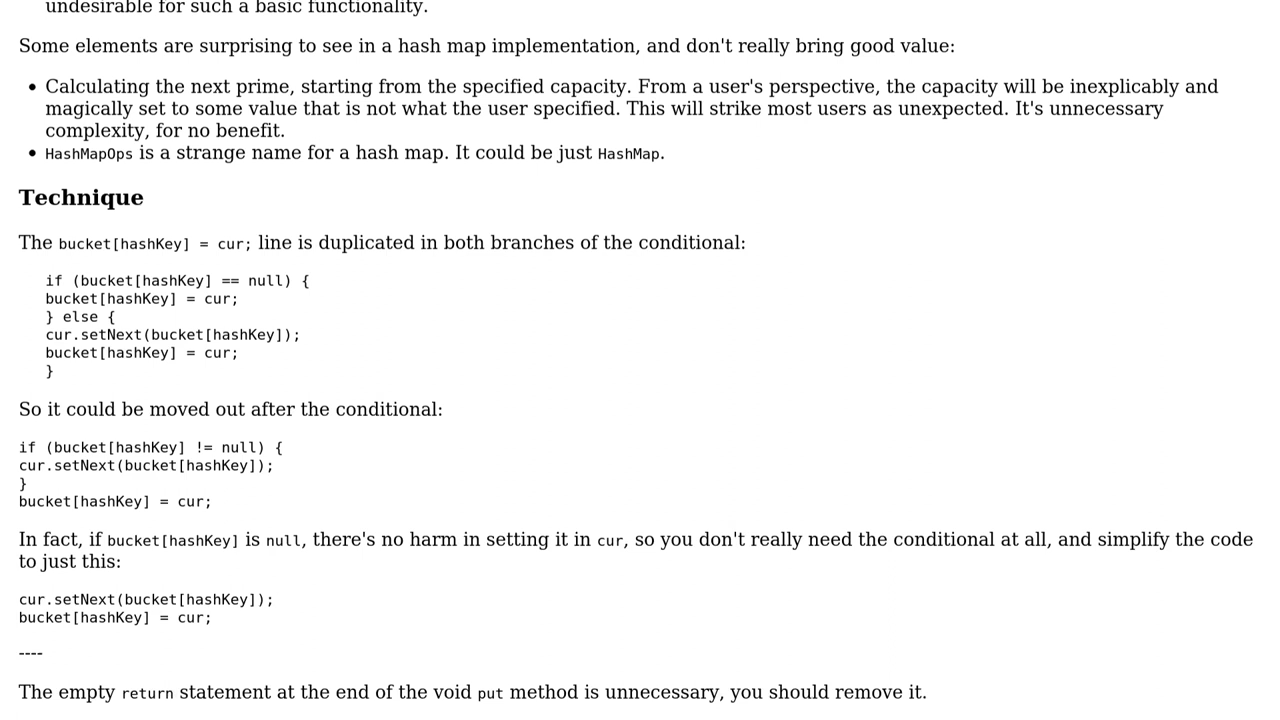 undesirable for such a basic functionality.
Some elements are surprising to see in a hash map implementation, and don't really bring good value:
• Calculating the next prime, starting from the specified capacity. From a user's perspective, the capacity will be inexplicably and
magically set to some value that is not what the user specified. This will strike most users as unexpected. It's unnecessary
complexity, for no benefit.
• HashMapOps is a strange name for a hash map. It could be just HashMap.
Technique
The bucket[hashKey] = cur; line is duplicated in both branches of the conditional:
if (bucket[hashKey] == null) {
bucket[hashKey] = cur;
} else {
cur.setNext(bucket[hashKey]);
bucket[hashKey] = cur;
}
So it could be moved out after the conditional:
if (bucket[hashKey] != null) {
cur.setNext(bucket[hashKey]);
}
bucket[hashKey] = cur;
In fact, if bucket[hashKey] is null, there's no harm in setting it in cur, so you don't really need the conditional at all, and simplify the code
to just this:
cur.setNext(bucket[hashKey]);
bucket[hashKey] = cur;
----
The empty return statement at the end of the void put method is unnecessary, you should remove it.